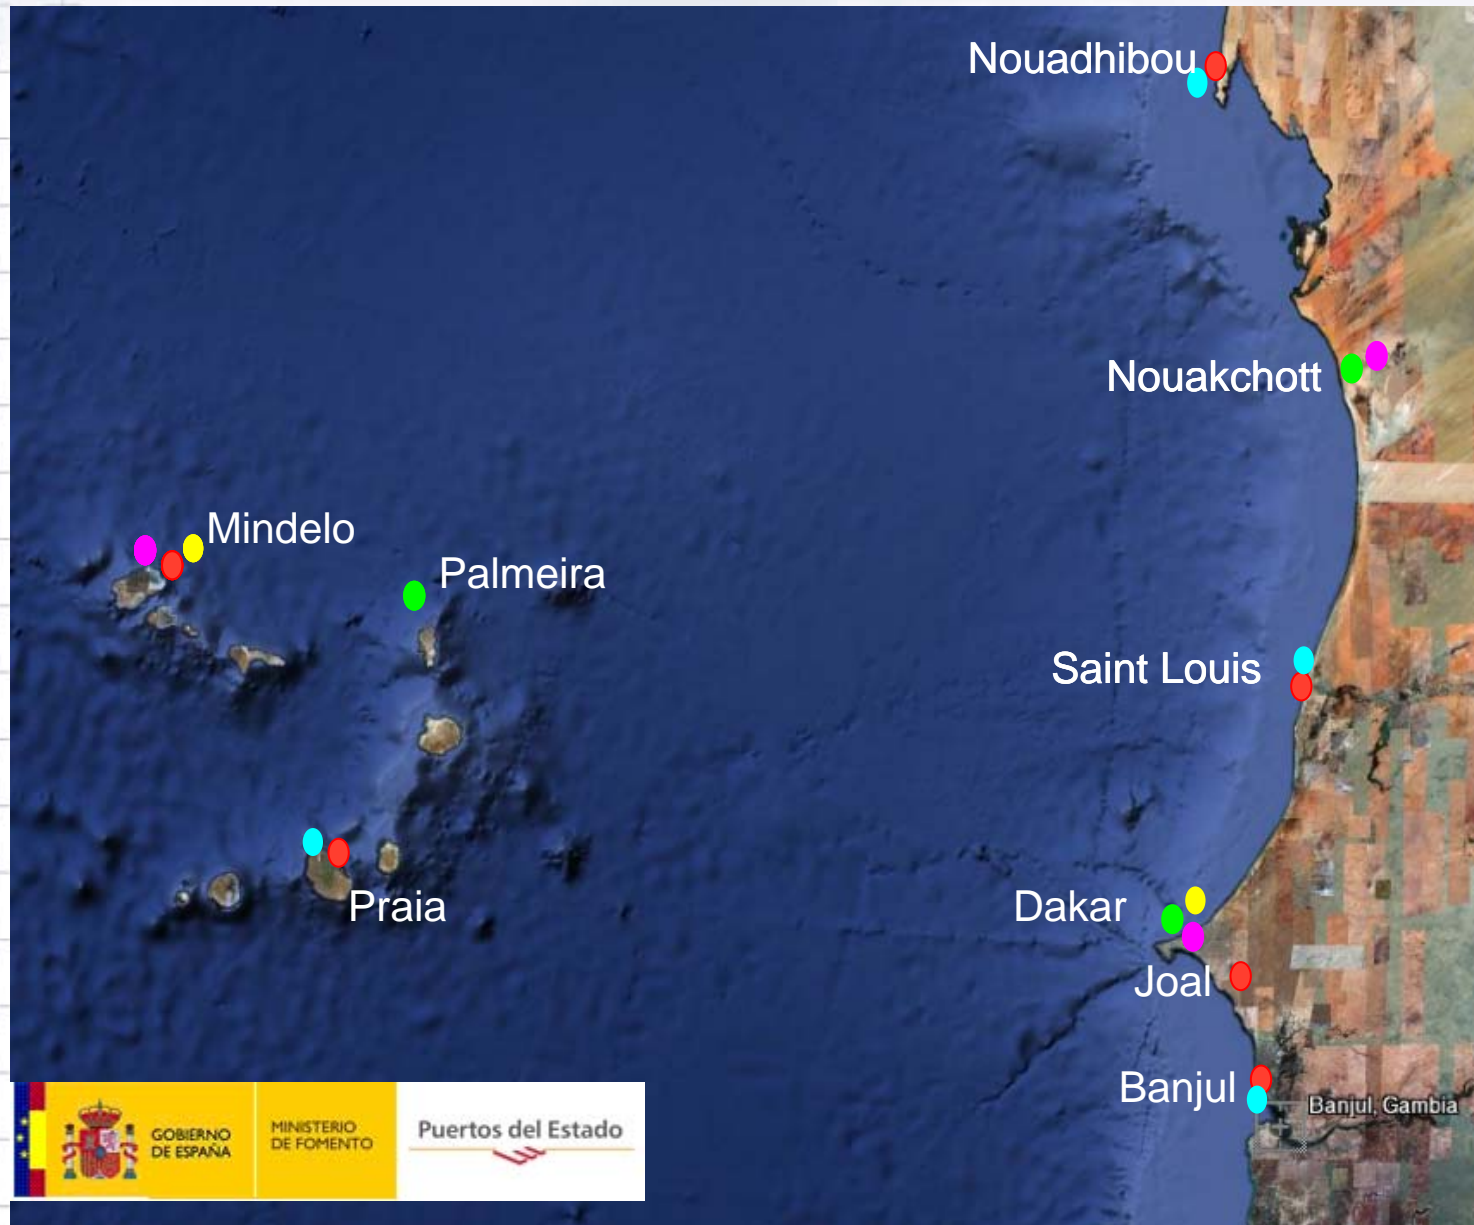 Nouadhibou
Nouakchott
Mindelo
Palmeira
Saint Louis
Praia
Dakar
Joal
Banjul
Banjul, Gambia
GOBIERNO
DE ESPAÑA
MINISTERIO
DE FOMENTO
Puertos del Estado